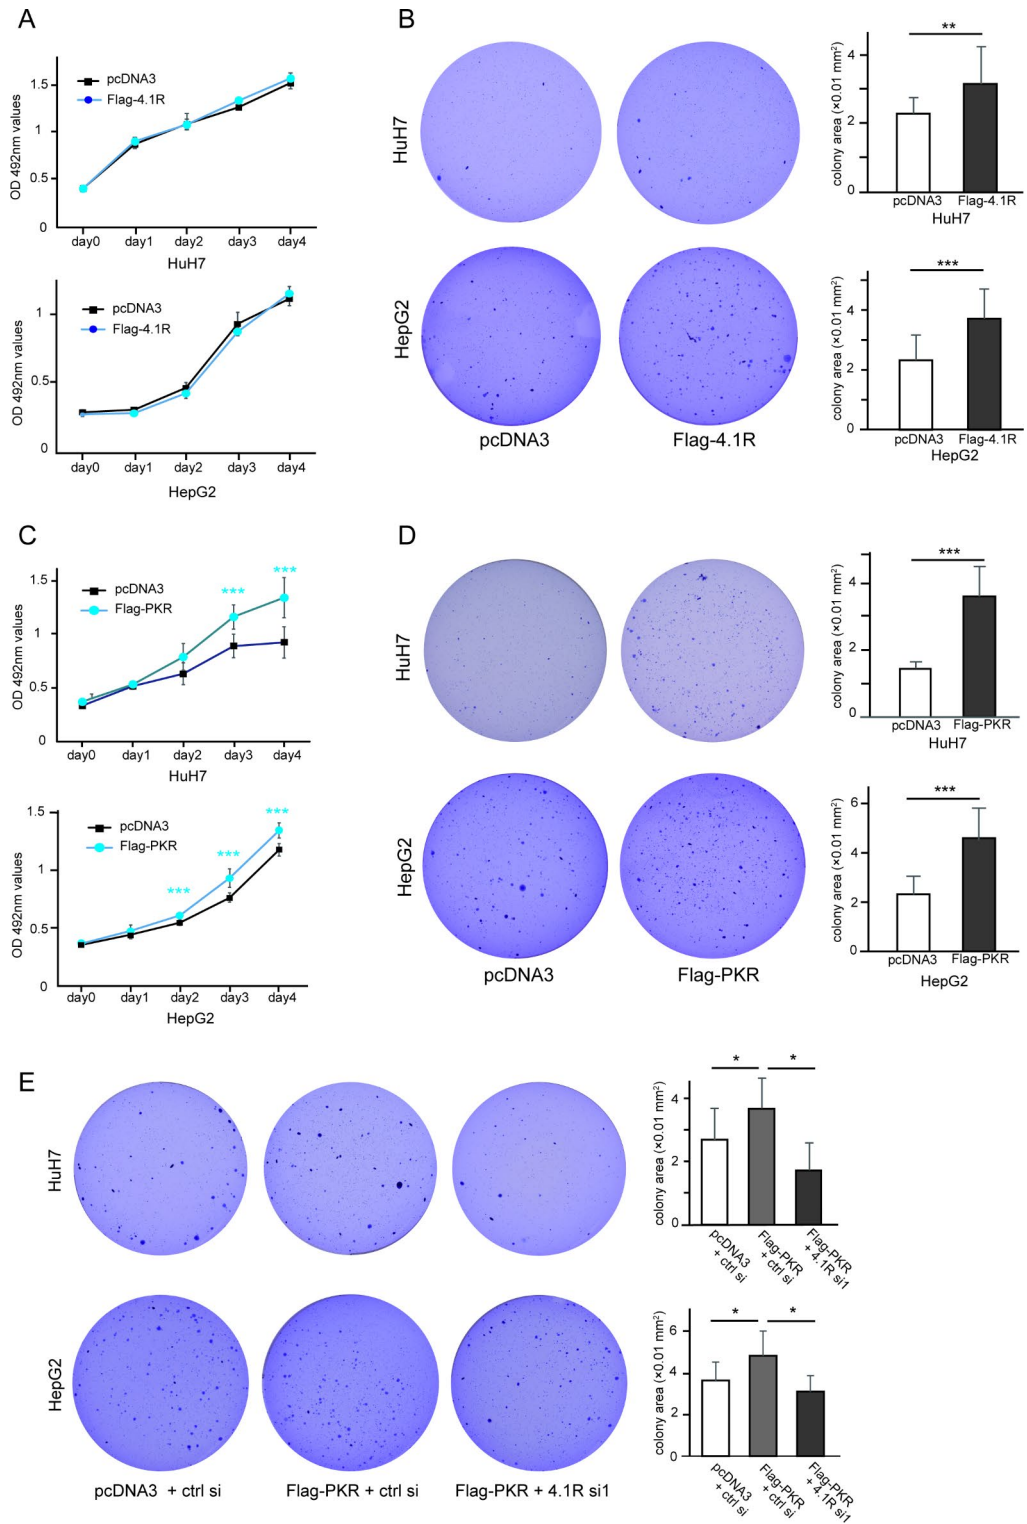 A
1.5
1
0.5
0
OD 492nm values
pcDNA3
Flag-4.1R
day0 day1 day2 day3 day4
HuH7
1
0.5
0
OD 492nm values
pcDNA3
Flag-4.1R
day0 day1 day2 day3 day4
HepG2
B
HuH7
HepG2
pcDNA3 Flag-4.1R
**
colony area (×0.01 mm²)
4
2
0
pcDNA3 Flag-4.1R
HuH7
***
colony area (×0.01 mm²)
4
2
0
pcDNA3 Flag-4.1R
HepG2
C
1.5
1
0.5
0
OD 492nm values
pcDNA3
Flag-PKR
***
***
day0 day1 day2 day3 day4
HuH7
1.5
1
0.5
0
OD 492nm values
pcDNA3
Flag-PKR
***
***
***
day0 day1 day2 day3 day4
HepG2
D
HuH7
HepG2
pcDNA3 Flag-PKR
***
colony area (×0.01 mm²)
4
2
0
pcDNA3 Flag-PKR
HuH7
***
colony area (×0.01 mm²)
6
4
2
0
pcDNA3 Flag-PKR
HepG2
E
HuH7
HepG2
pcDNA3 + ctrl si Flag-PKR + ctrl si Flag-PKR + 4.1R si1
* *
colony area (×0.01 mm²)
4
2
0
pcDNA3
+ ctrl si
Flag-PKR
+ ctrl si
Flag-PKR
+ 4.1R si1
* *
colony area (×0.01 mm²)
6
4
2
0
pcDNA3
+ ctrl si
Flag-PKR
+ ctrl si
Flag-PKR
+ 4.1R si1